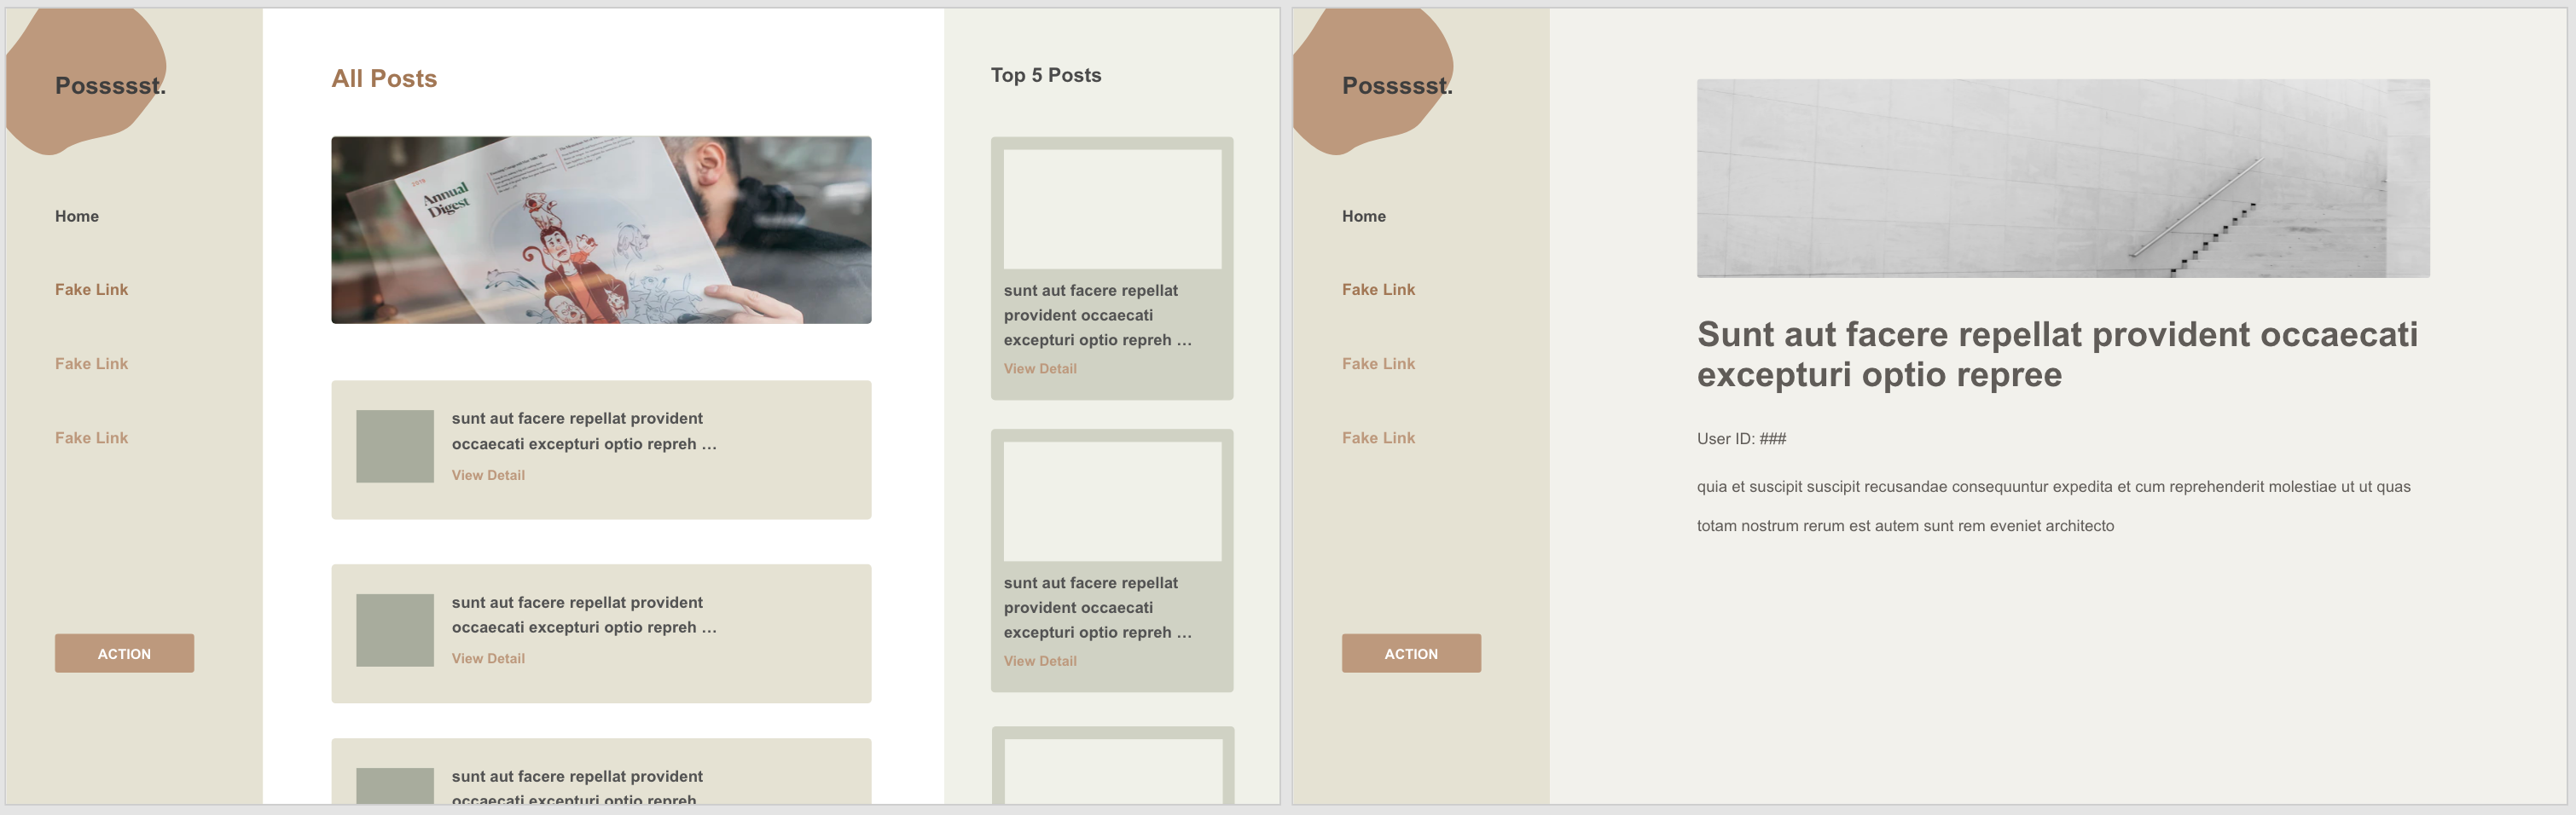 Possssst.
Home
Fake Link
Fake Link
Fake Link
ACTION
All Posts
2019
Annual
Digest
sunt aut facere repellat provident
occaecati excepturi optio repreh ...
View Detail
sunt aut facere repellat provident
occaecati excepturi optio repreh ...
View Detail
sunt aut facere repellat provident
occaecati excepturi optio repreh
Top 5 Posts
sunt aut facere repellat
provident occaecati
excepturi optio repreh ...
View Detail
sunt aut facere repellat
provident occaecati
excepturi optio repreh ...
View Detail
Possssst.
Home
Fake Link
Fake Link
Fake Link
ACTION
Sunt aut facere repellat provident occaecati
excepturi optio repree
User ID: ###
quia et suscipit suscipit recusandae consequuntur expedita et cum reprehenderit molestiae ut ut quas
totam nostrum rerum est autem sunt rem eveniet architecto